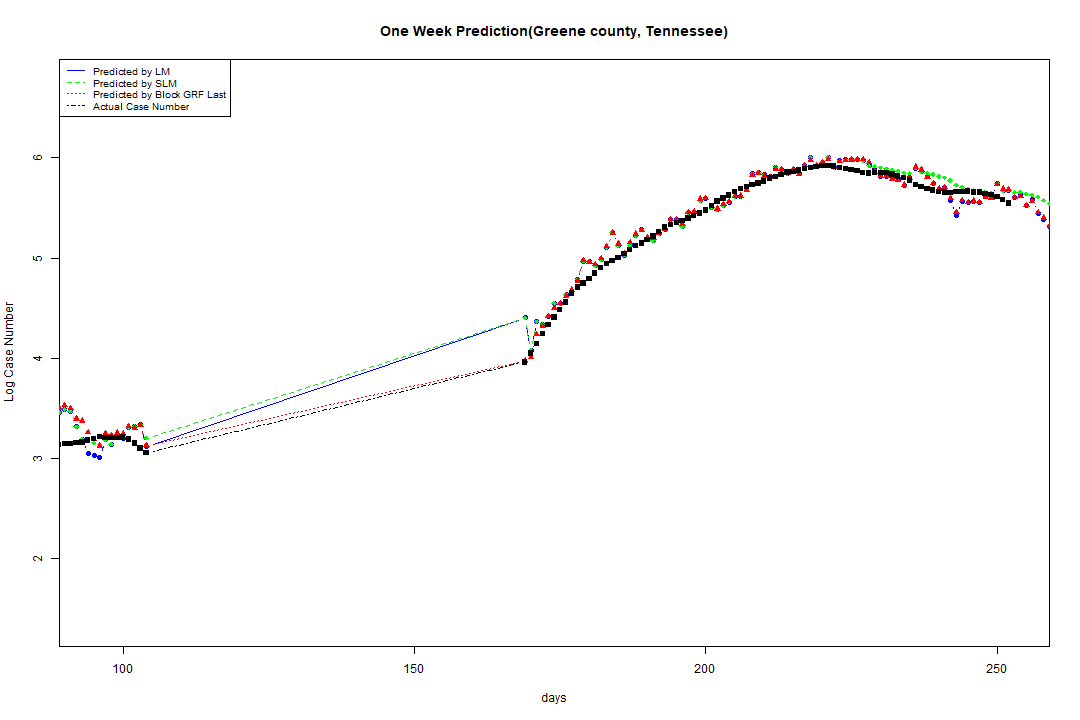 One Week Prediction(Greene county, Tennessee)
Predicted by LM
Predicted by SLM
Predicted by Block GRF Last
Actual Case Number
6
5
4
3
2
Log Case Number
100 150 200 250
days